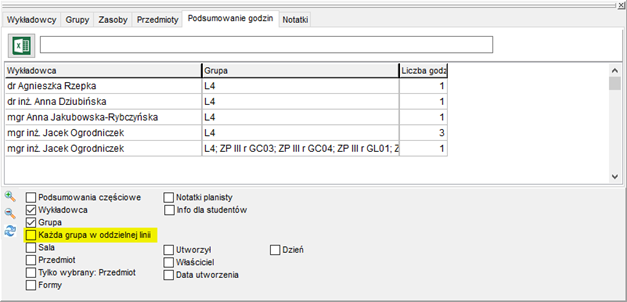 Wykładowcy Grupy Zasoby Przedmioty Podsumowanie godzin Notatki
Wykładowca Grupa Liczba godz
dr Agnieszka Rzepka L4 1
dr inż. Anna Dziubińska L4 1
mgr Anna Jakubowska-Rybczyńska L4 1
mgr inż. Jacek Ogrodniczek L4 3
mgr inż. Jacek Ogrodniczek L4; ZP III r GC03; ZP III r GC04; ZP III r GL01; Z 1
Podsumowania częściowe Notatki planisty
Wykładowca Info dla studentów
Grupa
Każda grupa w oddzielnej linii
Sala Utworzył Dzień
Przedmiot Właściciel
Tylko wybrany: Przedmiot Data utworzenia
Formy